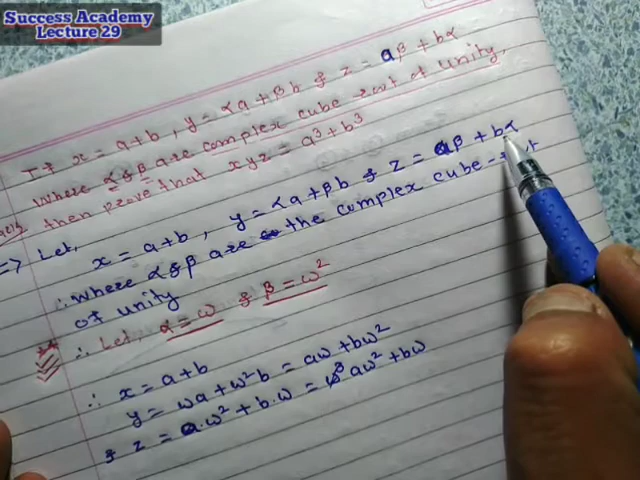 Success Academy
Lecture 29
If x = a+b, y = αa + βb & z = aβ + bα
Where α & β are complex cube root of Unity,
then prove that xyz = a³ + b³
=> Let,
x = a+b, y = αa + βb & z = aβ + bα
∴ Where α & β are the complex cube-
of unity
∴ Let, α = ω & β = ω²
∴ x = a+b
y = ωa + ω²b = aω + bω²
& z = a.ω² + b.ω = aω² + bω